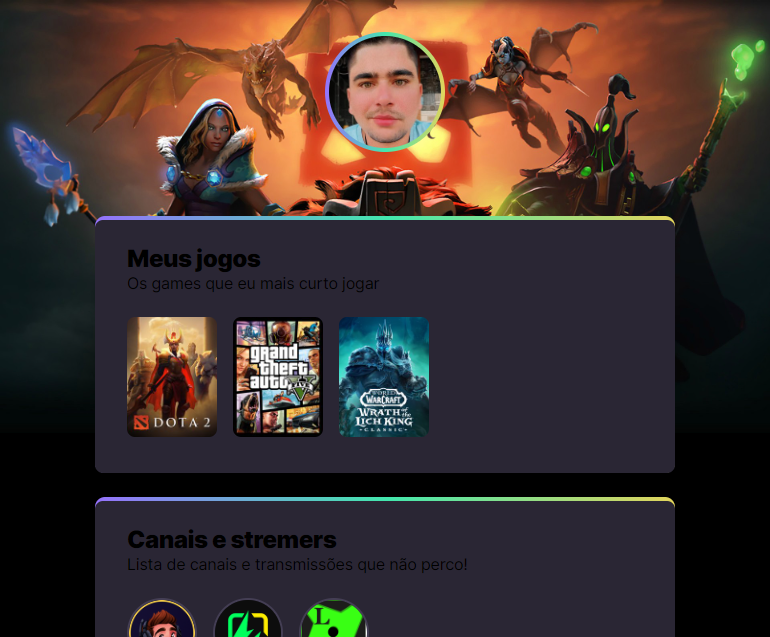 Meus jogos
Os games que eu mais curto jogar
DOTA 2
grand
theft
auto
FIVE
WORLD
WARCRAFT
WRATH of the
LICH KING
CLASSIC
Canais e stremers
Lista de canais e transmissões que não perco!
L